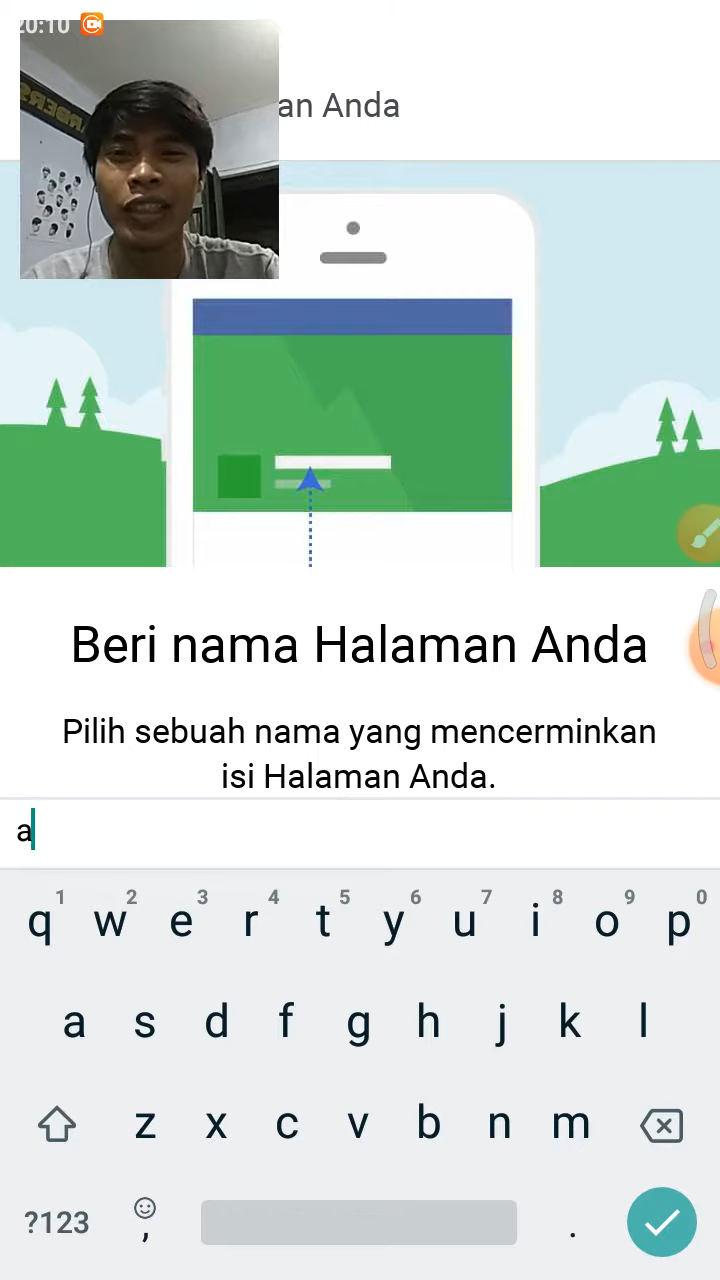 20:10
an Anda
Beri nama Halaman Anda
Pilih sebuah nama yang mencerminkan
isi Halaman Anda.
a
1 2 3 4 5 6 7 8 9 0
q w e r t y u i o p
a s d f g h j k l
z x c v b n m
?123 , .